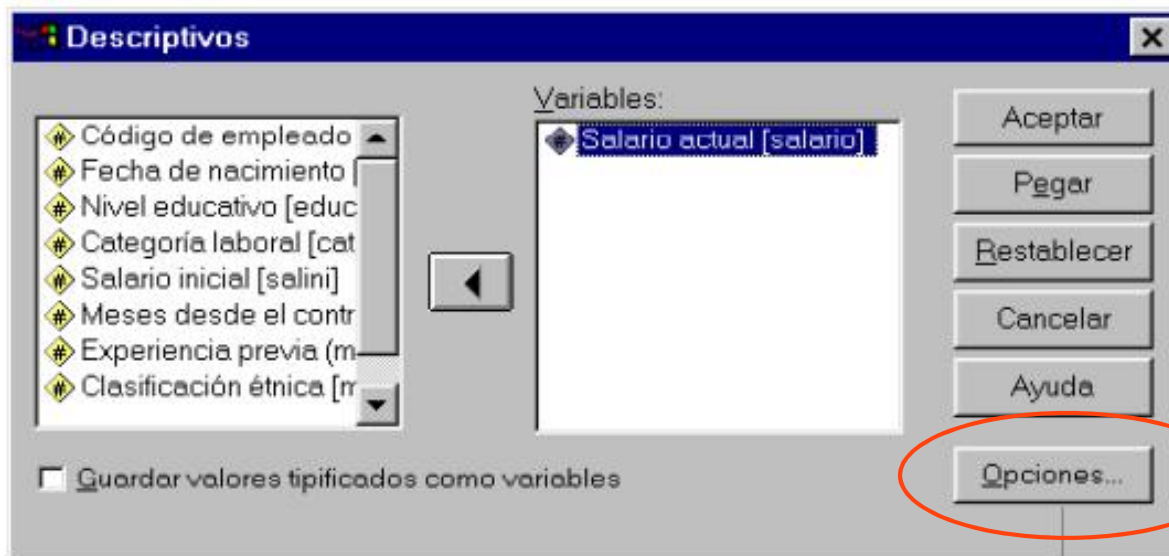 Descriptivos
Variables:
Código de empleado
Fecha de nacimiento [
Nivel educativo [educ
Categoría laboral [cat
Salario inicial [salini]
Meses desde el contr
Experiencia previa (m
Clasificación étnica [m
Salario actual [salario]
Aceptar
Pegar
Restablecer
Cancelar
Ayuda
Opciones...
Guardar valores tipificados como variables